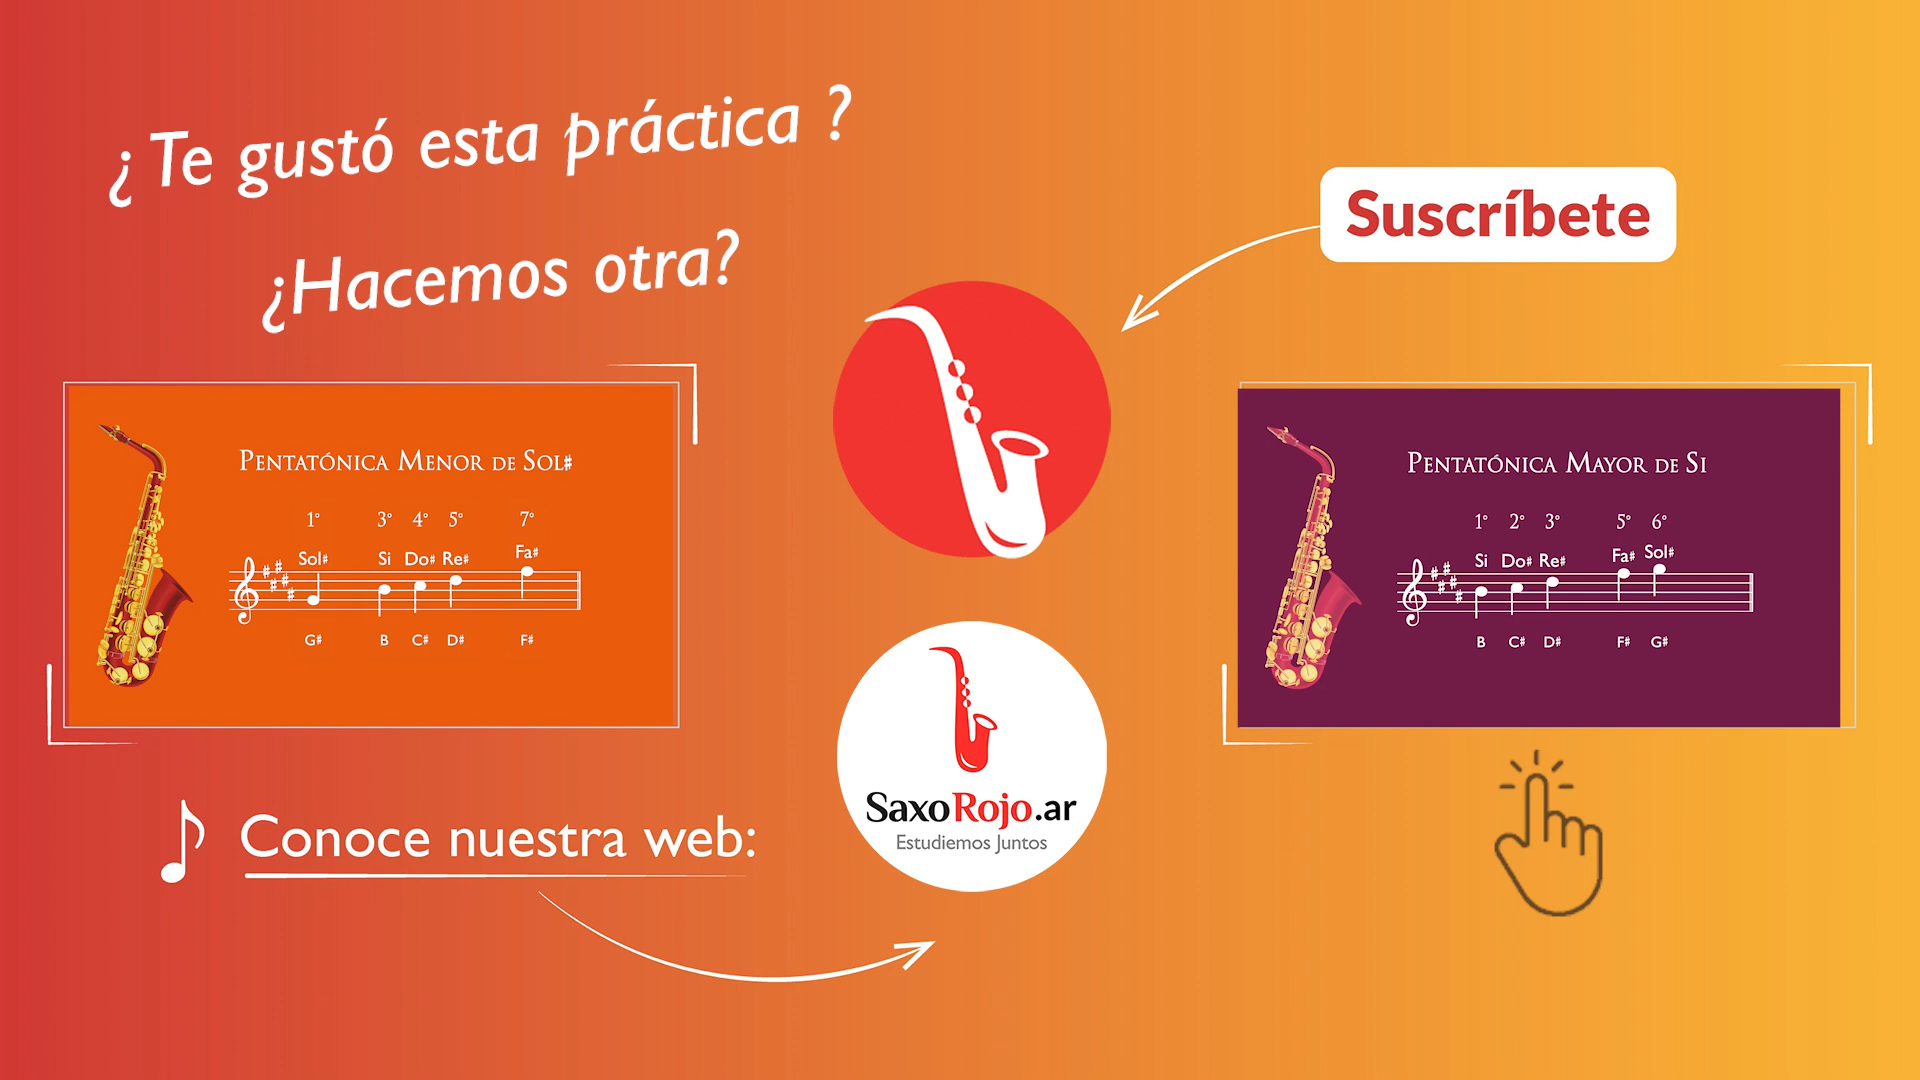 ¿Te gustó esta práctica ?
¿Hacemos otra?
Suscríbete
Pentatónica Menor de Sol#
1° 3° 4° 5° 7°
Sol# Si Do# Re# Fa#
G# B C# D# F#
Pentatónica Mayor de Si
1° 2° 3° 5° 6°
Si Do# Re# Fa# Sol#
B C# D# F# G#
Conoce nuestra web:
SaxoRojo.ar
Estudiemos Juntos